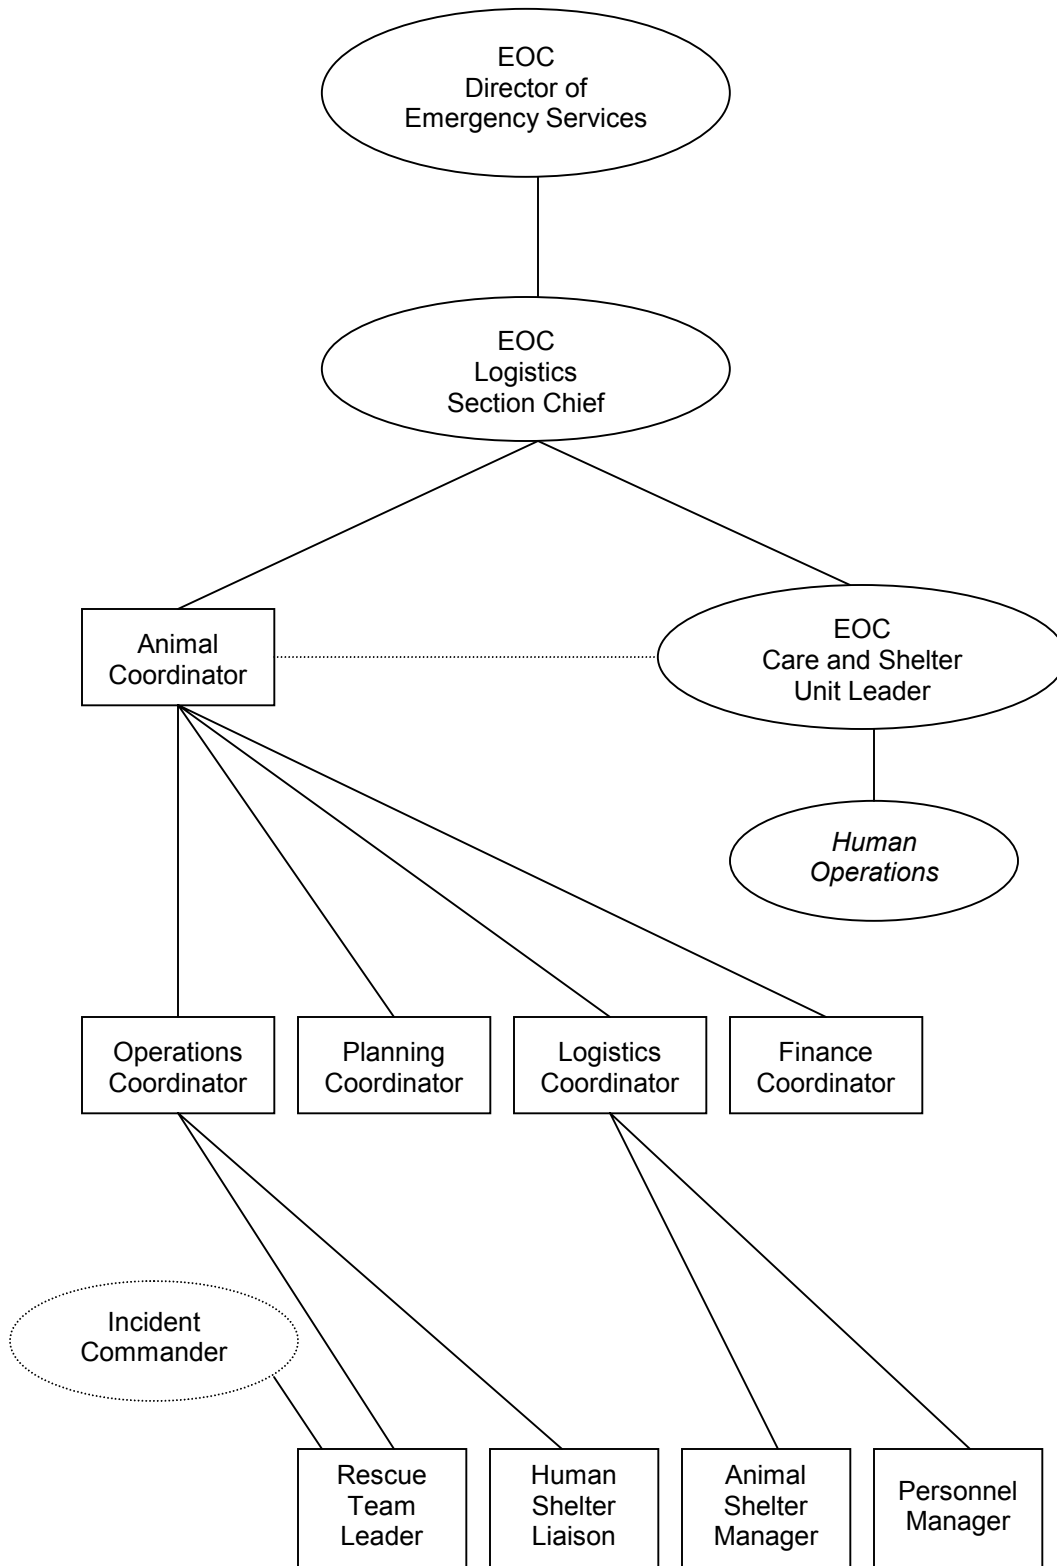 EOC
Director of
Emergency Services
EOC
Logistics
Section Chief
Animal
Coordinator
EOC
Care and Shelter
Unit Leader
Human
Operations
Operations
Coordinator
Planning
Coordinator
Logistics
Coordinator
Finance
Coordinator
Incident
Commander
Rescue
Team
Leader
Human
Shelter
Liaison
Animal
Shelter
Manager
Personnel
Manager